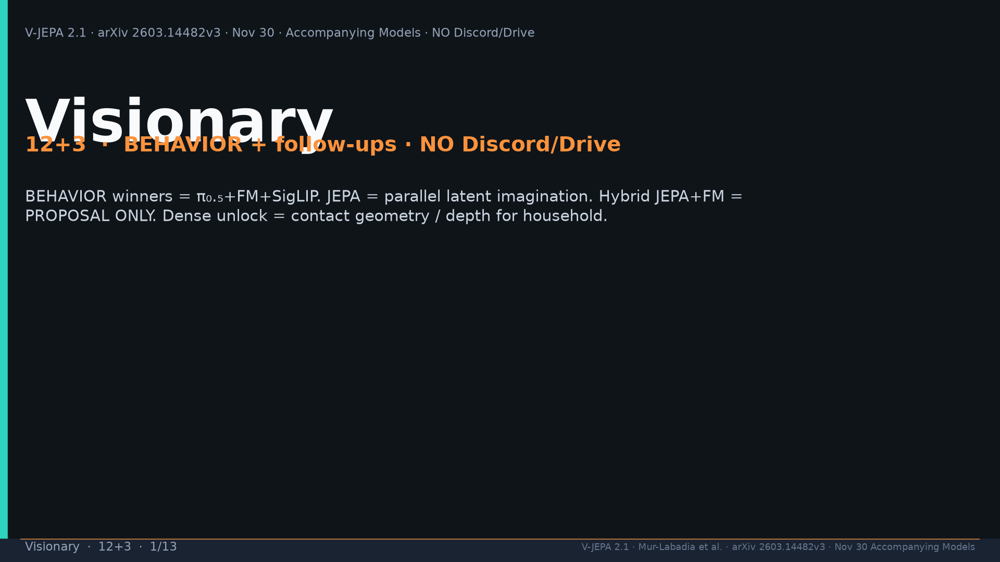 V-JEPA 2.1 · arXiv 2603.14482v3 · Nov 30 · Accompanying Models · NO Discord/Drive
Visionary
12+3 · BEHAVIOR + follow-ups · NO Discord/Drive
BEHAVIOR winners = π₀.₅+FM+SigLIP. JEPA = parallel latent imagination. Hybrid JEPA+FM =
PROPOSAL ONLY. Dense unlock = contact geometry / depth for household.
Visionary · 12+3 · 1/13
V-JEPA 2.1 · Mur-Labadia et al. · arXiv 2603.14482v3 · Nov 30 Accompanying Models